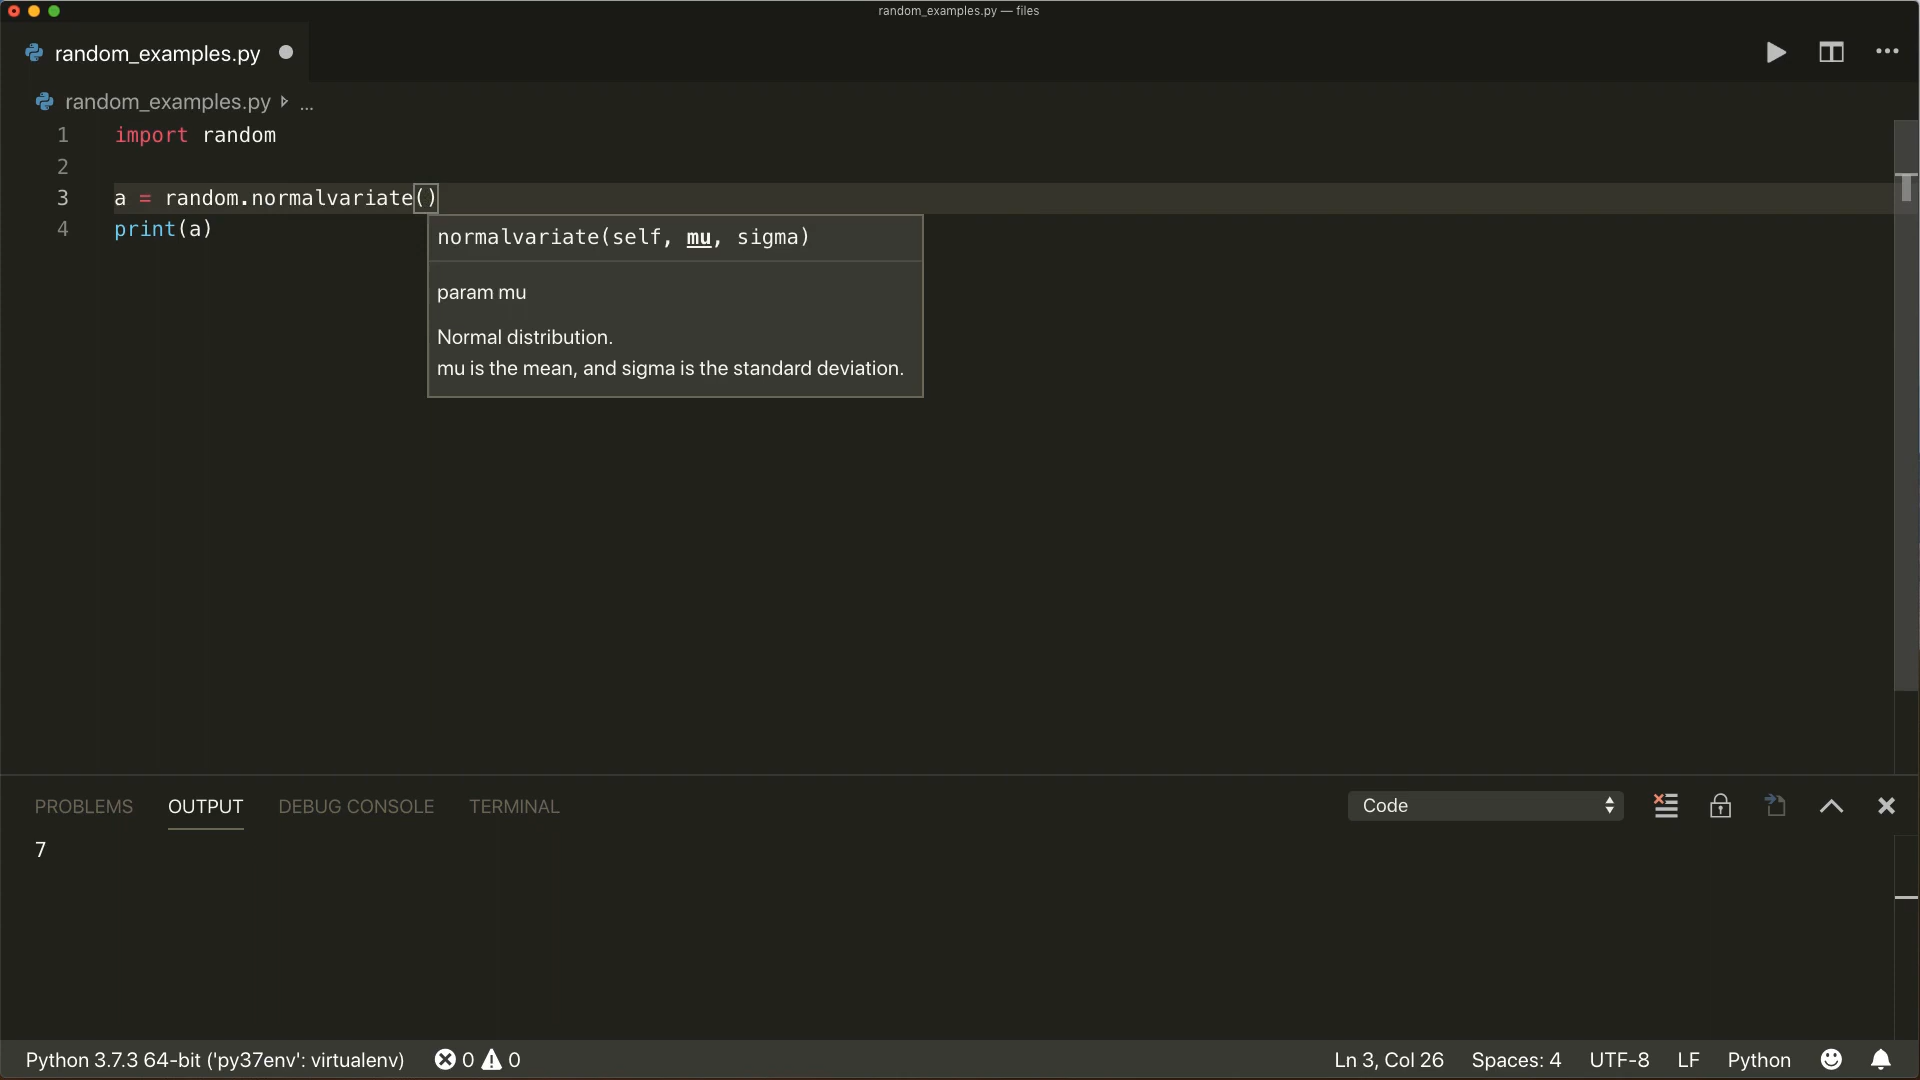 random_examples.py — files
random_examples.py
random_examples.py ...
1 import random
2
3 a = random.normalvariate()
4 print(a)
normalvariate(self, mu, sigma)
param mu
Normal distribution.
mu is the mean, and sigma is the standard deviation.
PROBLEMS OUTPUT DEBUG CONSOLE TERMINAL Code
7
Python 3.7.3 64-bit ('py37env': virtualenv) 0 0 Ln 3, Col 26 Spaces: 4 UTF-8 LF Python